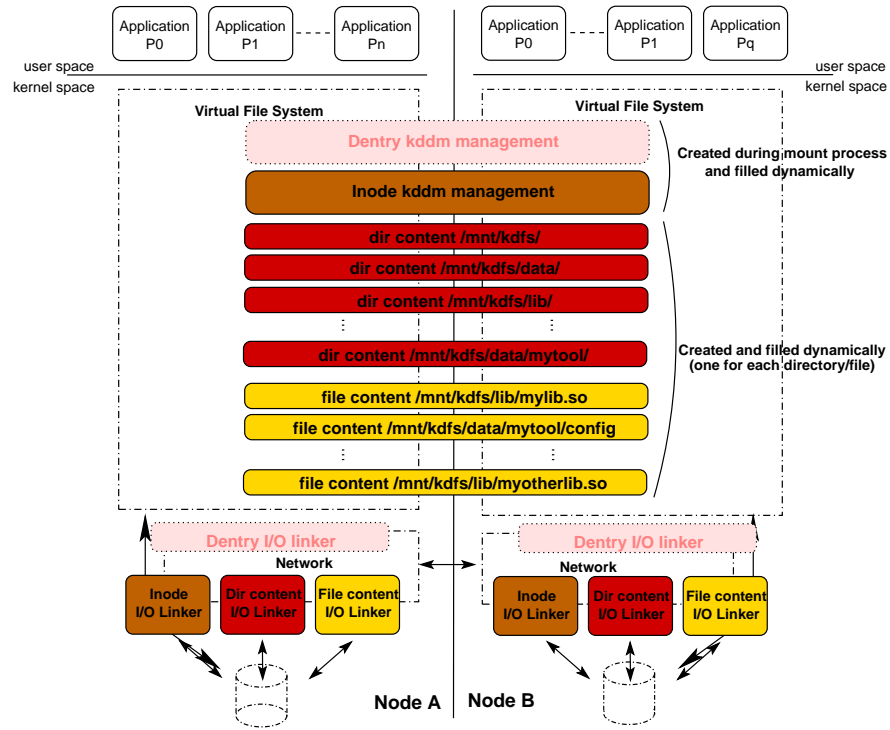 Application
P0
Application
P1
Application
Pn
Application
P0
Application
P1
Application
Pq
user space
kernel space
user space
kernel space
Virtual File System
Virtual File System
Dentry kddm management
Inode kddm management
Created during mount process
and filled dynamically
dir content /mnt/kdfs/
dir content /mnt/kdfs/data/
dir content /mnt/kdfs/lib/
dir content /mnt/kdfs/data/mytool/
Created and filled dynamically
(one for each directory/file)
file content /mnt/kdfs/lib/mylib.so
file content /mnt/kdfs/data/mytool/config
file content /mnt/kdfs/lib/myotherlib.so
Dentry I/O linker
Network
Inode
I/O Linker
Dir content
I/O Linker
File content
I/O Linker
Dentry I/O linker
Network
Inode
I/O Linker
Dir content
I/O Linker
File content
I/O Linker
Node A
Node B